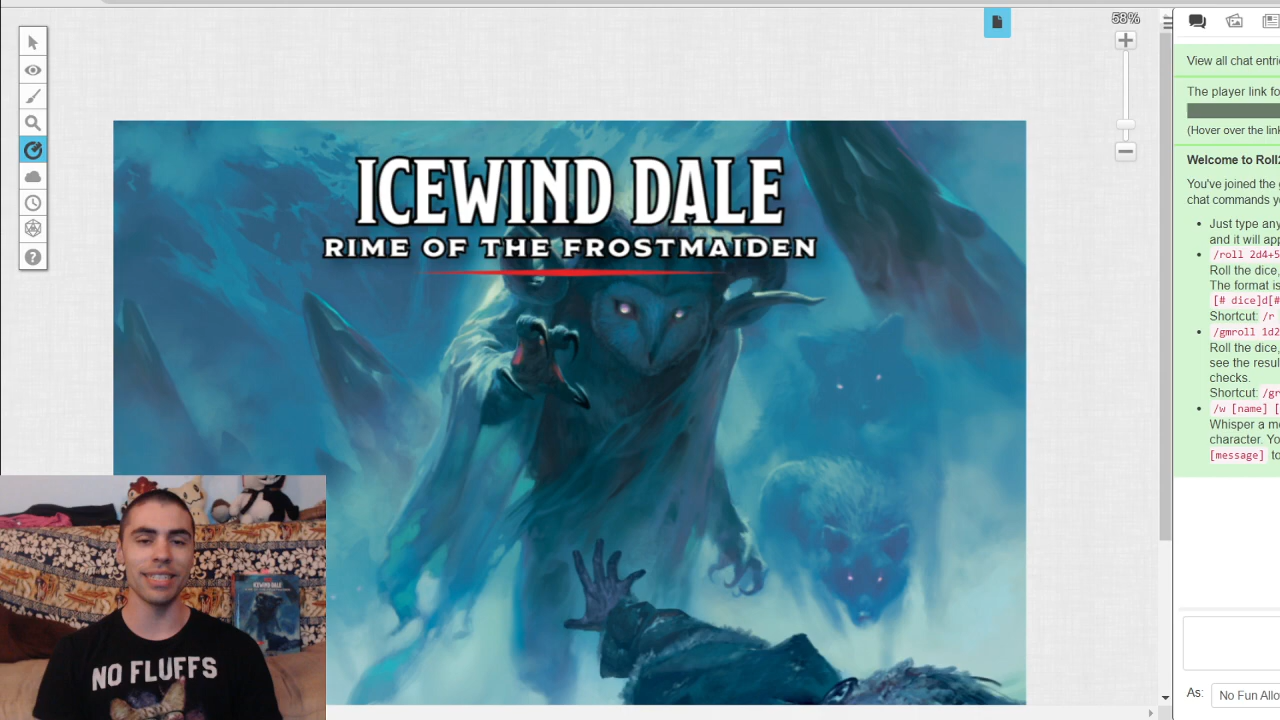 58%
ICEWIND DALE
RIME OF THE FROSTMAIDEN
ICEWIND DALE
NO FLUFFS
View all chat entri
The player link fo
(Hover over the lin
Welcome to Roll
You've joined the
chat commands y
Just type any
and it will app
/roll 2d4+5
Roll the dice,
The format is
[# dice]d[#
Shortcut: /r
/gmroll 1d2
Roll the dice,
see the resul
checks.
Shortcut: /gr
/w [name] [
Whisper a me
character. Yo
[message] to
As:
No Fun Allo